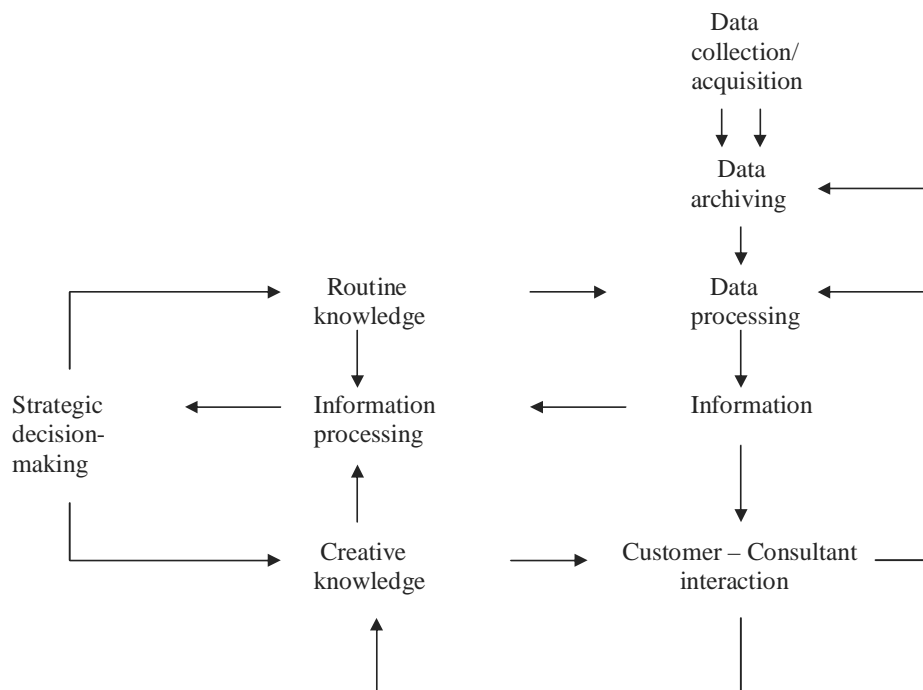 Data
collection/
acquisition
Data
archiving
Routine
knowledge
Data
processing
Strategic
decision-
making
Information
processing
Information
Creative
knowledge
Customer – Consultant
interaction